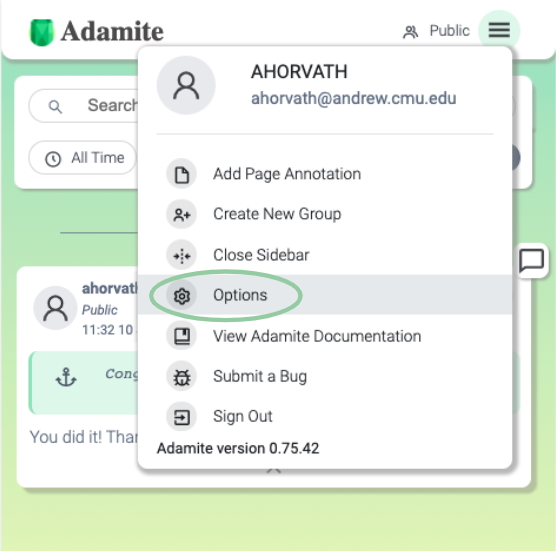 Adamite
Public
AHORVATH
ahorvath@andrew.cmu.edu
Search
All Time
Add Page Annotation
Create New Group
Close Sidebar
Options
View Adamite Documentation
Submit a Bug
Sign Out
Adamite version 0.75.42
ahorvath
Public
11:32 10
Cong
You did it! Than